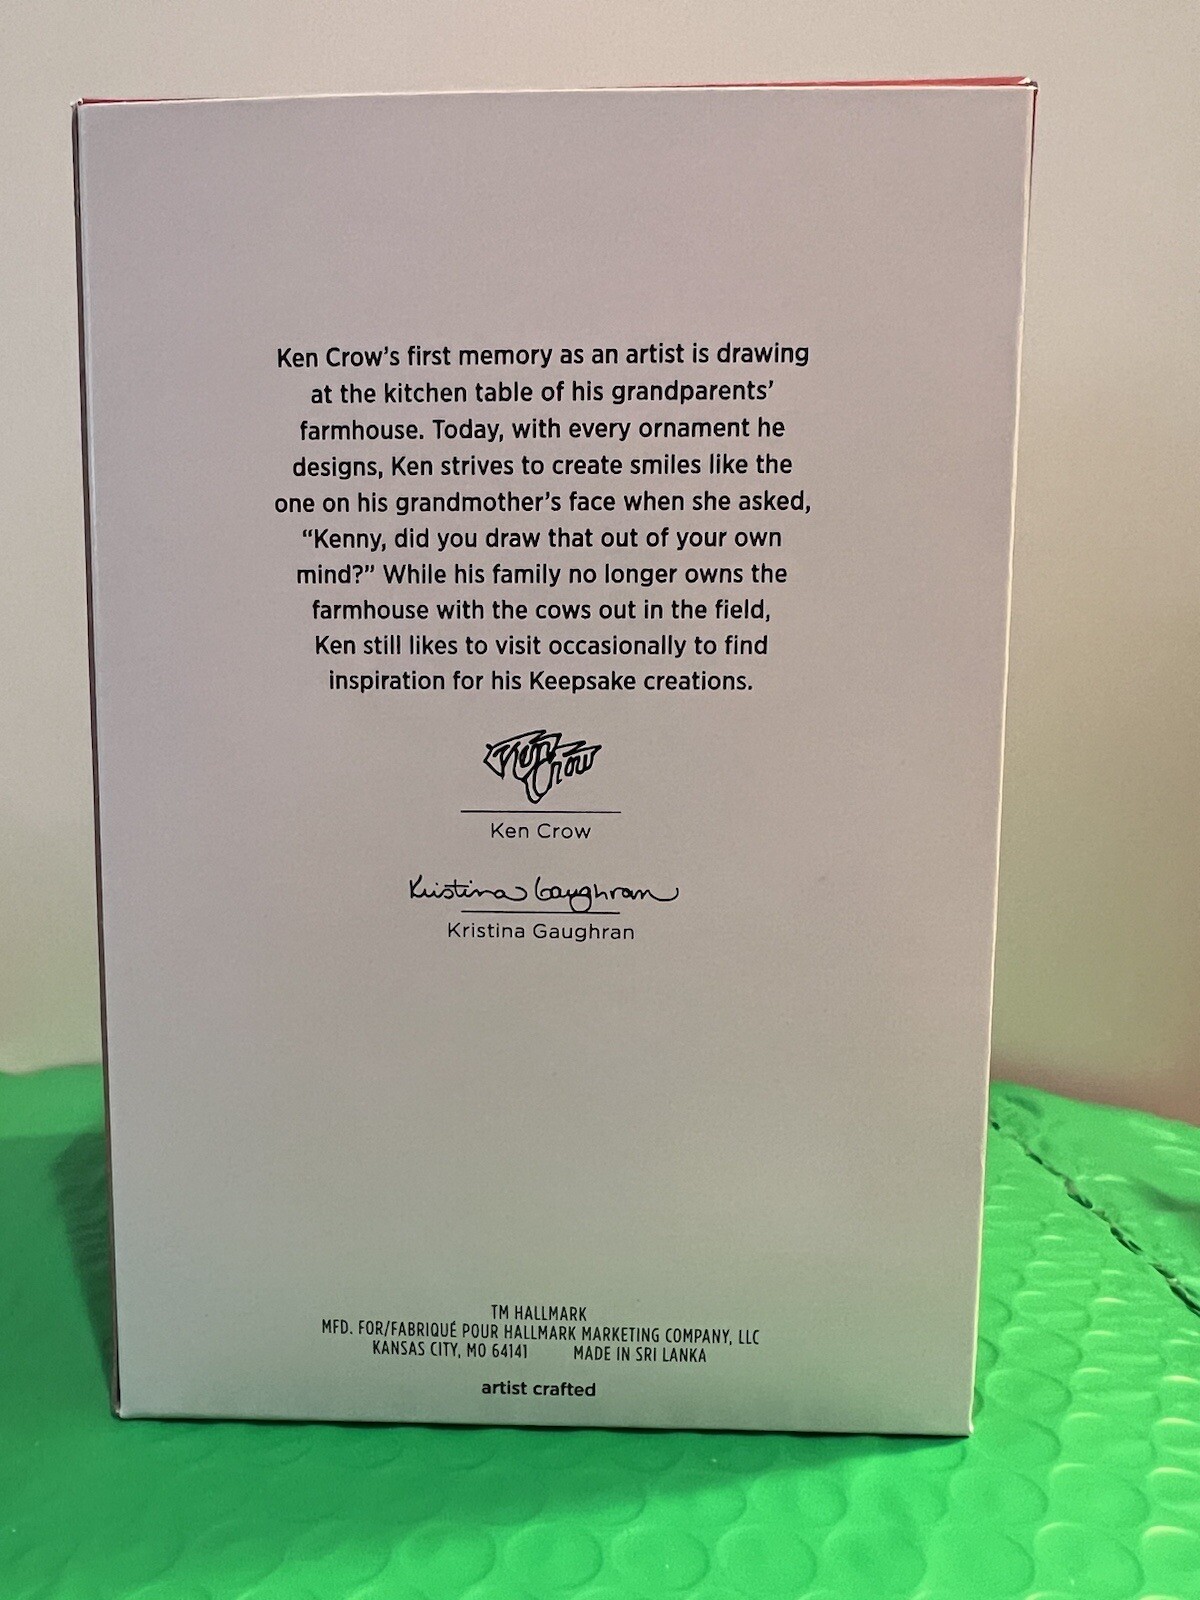 Ken Crow's first memory as an artist is drawing
at the kitchen table of his grandparents'
farmhouse. Today, with every ornament he
designs, Ken strives to create smiles like the
one on his grandmother's face when she asked,
“Kenny, did you draw that out of your own
mind?” While his family no longer owns the
farmhouse with the cows out in the field,
Ken still likes to visit occasionally to find
inspiration for his Keepsake creations.
Ken
Crow
Ken Crow
Kristina Gaughran
Kristina Gaughran
TM HALLMARK
MFD. FOR/FABRIQUÉ POUR HALLMARK MARKETING COMPANY, LLC
KANSAS CITY, MO 64141 MADE IN SRI LANKA
artist crafted